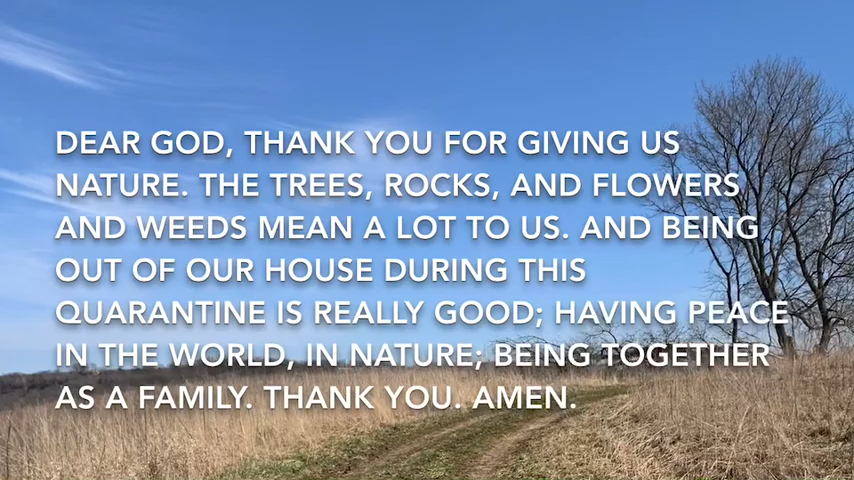 DEAR GOD, THANK YOU FOR GIVING US
NATURE. THE TREES, ROCKS, AND FLOWERS
AND WEEDS MEAN A LOT TO US. AND BEING
OUT OF OUR HOUSE DURING THIS
QUARANTINE IS REALLY GOOD; HAVING PEACE
IN THE WORLD, IN NATURE; BEING TOGETHER
AS A FAMILY. THANK YOU. AMEN.